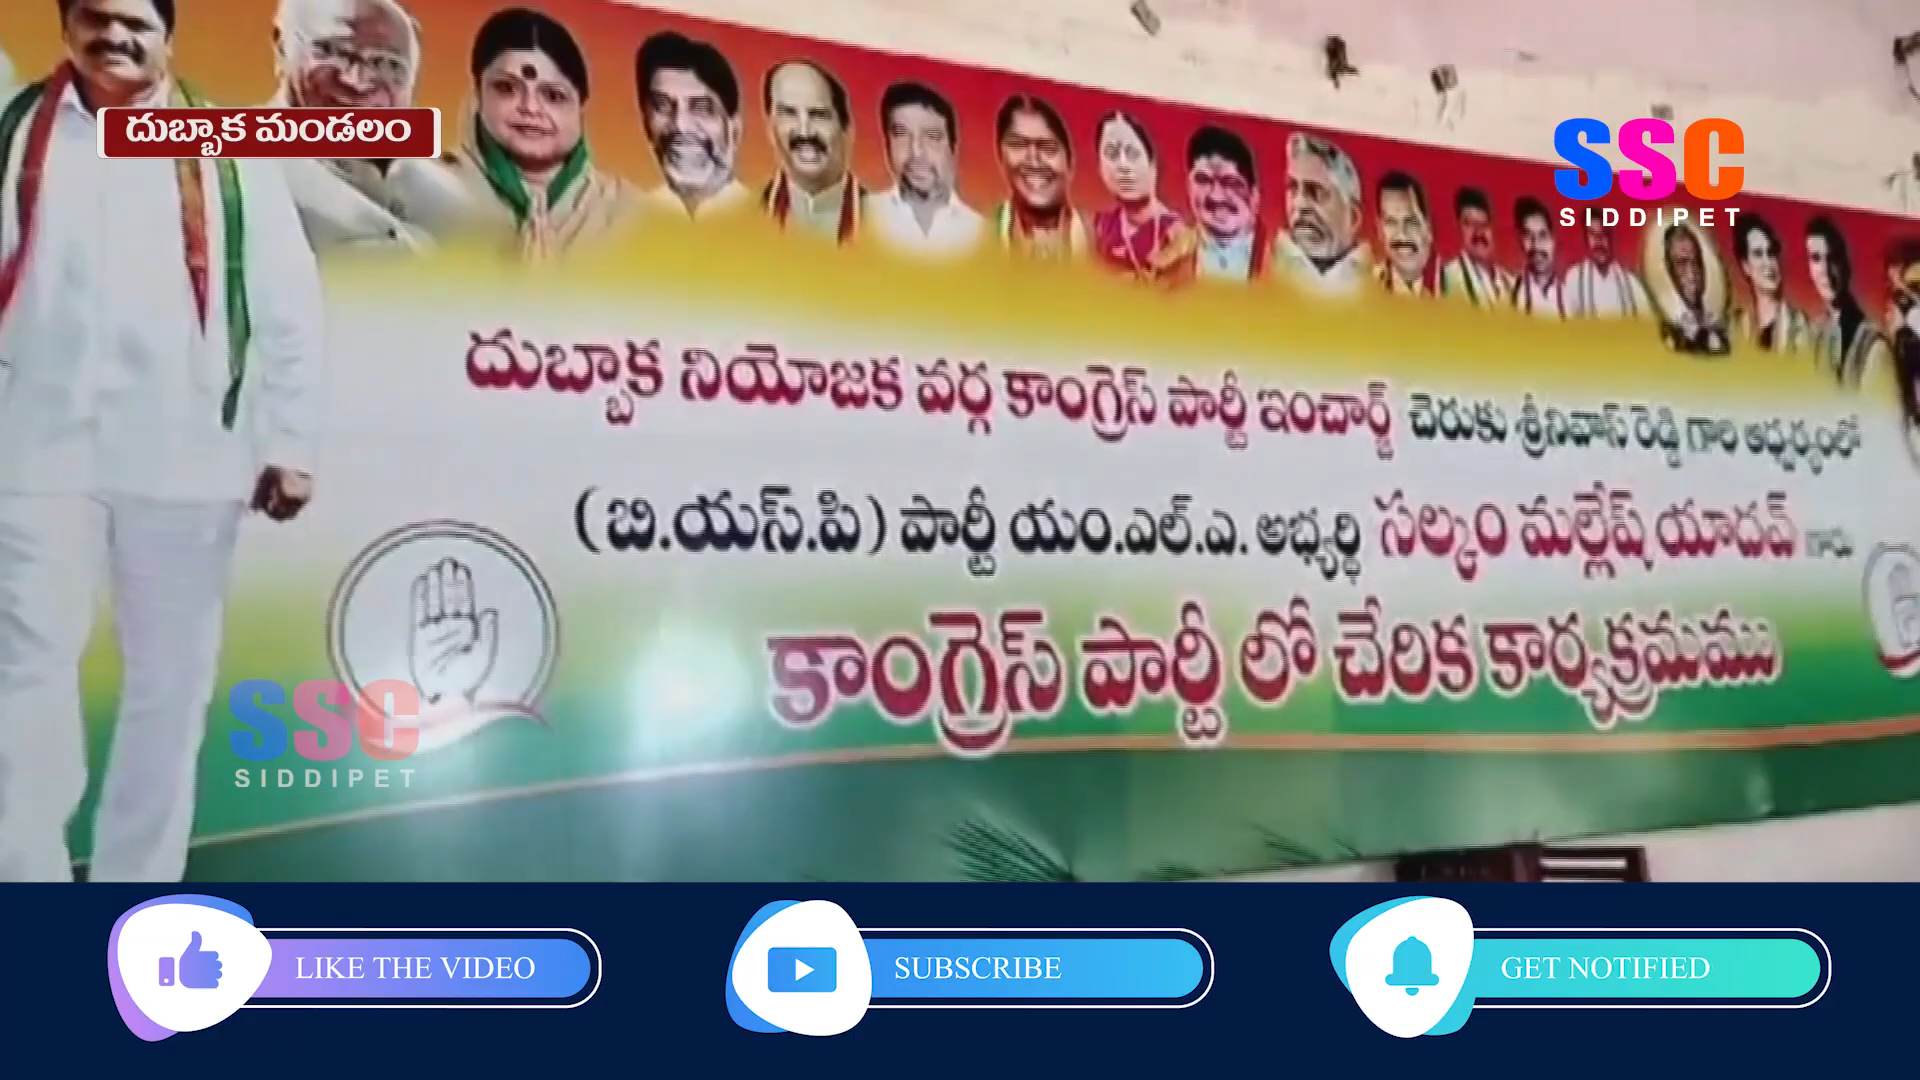 దుబ్బాక మండలం
SSC
SIDDIPET
దుబ్బాక నియోజక వర్గ కాంగ్రెస్ పార్టీ ఇంచార్జ్ చెరుకు శ్రీనివాస్ రెడ్డి గారి అధ్వర్యంలో
(బి.యస్.పి) పార్టీ యం.ఎల్.ఎ. అభ్యర్థి సల్కం మల్లేష్ యాదవ్ గారు
కాంగ్రెస్ పార్టీ లో చేరిక కార్యక్రమము
SSC
SIDDIPET
LIKE THE VIDEO
SUBSCRIBE
GET NOTIFIED